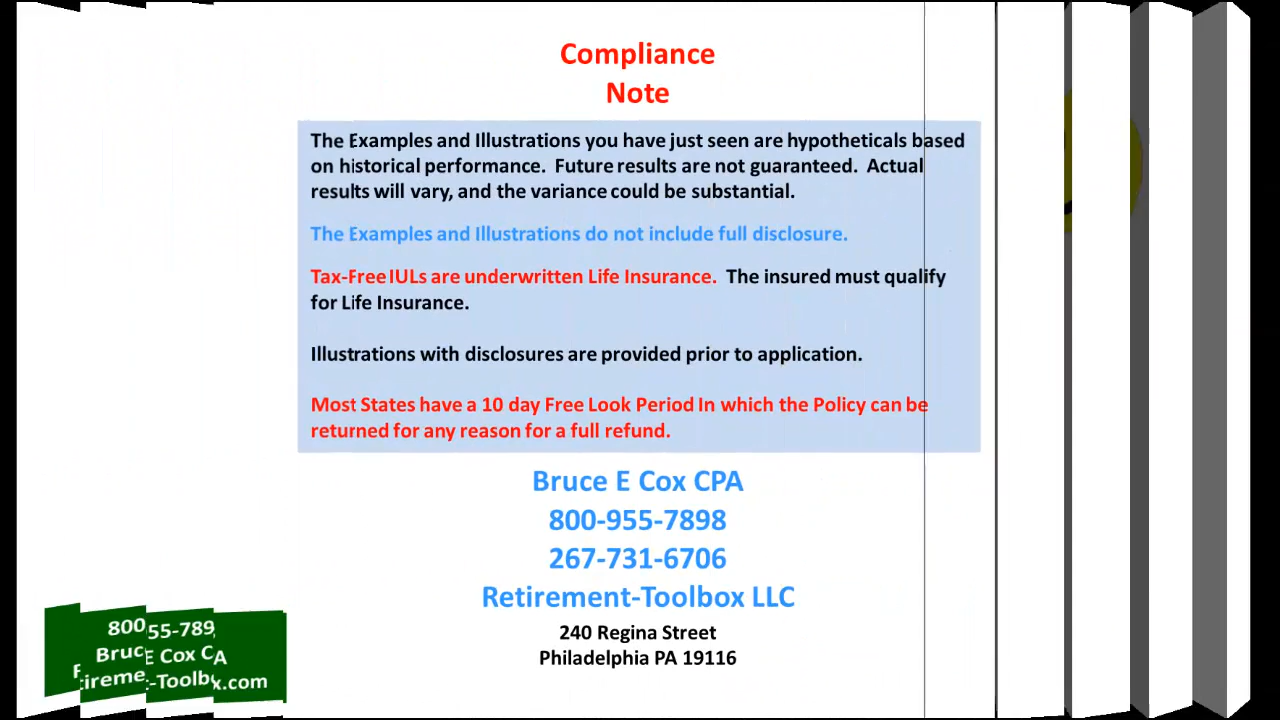 Compliance
Note
The Examples and Illustrations you have just seen are hypotheticals based
on historical performance. Future results are not guaranteed. Actual
results will vary, and the variance could be substantial.
The Examples and Illustrations do not include full disclosure.
Tax-Free IULs are underwritten Life Insurance. The insured must qualify
for Life Insurance.
Illustrations with disclosures are provided prior to application.
Most States have a 10 day Free Look Period In which the Policy can be
returned for any reason for a full refund.
Bruce E Cox CPA
800-955-7898
267-731-6706
Retirement-Toolbox LLC
240 Regina Street
Philadelphia PA 19116
E Cox CA